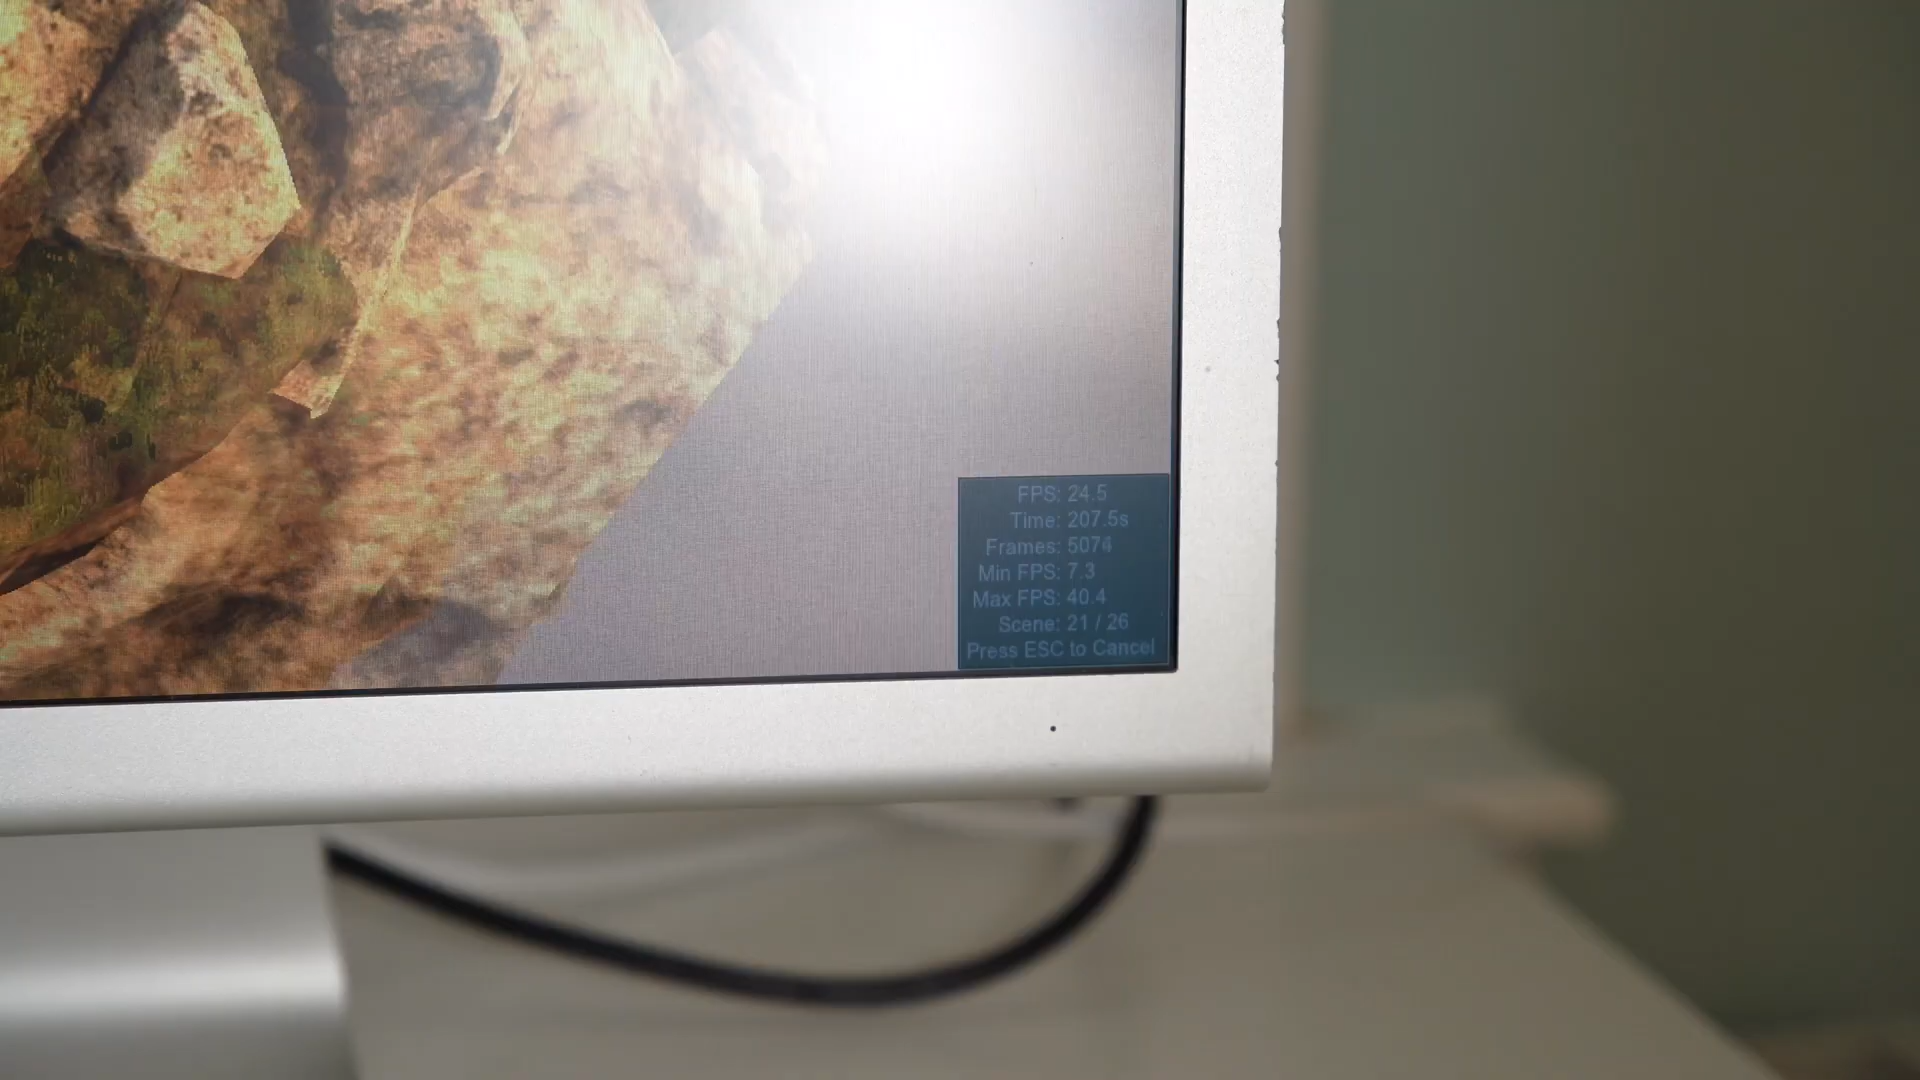 FPS: 24.5
Time: 207.5s
Frames: 5074
Min FPS: 7.3
Max FPS: 40.4
Scene: 21 / 26
Press ESC to Cancel